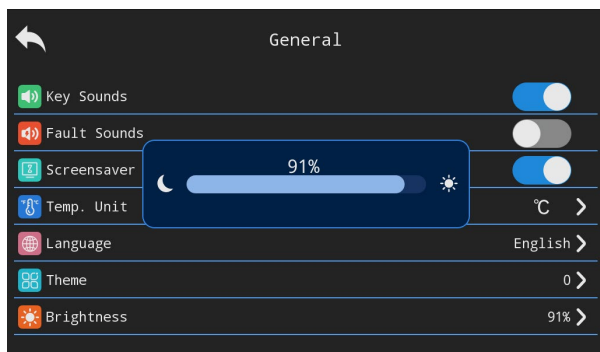 General
Key Sounds
Fault Sounds
Screensaver
91%
Temp. Unit ℃
Language English
Theme 0
Brightness 91%